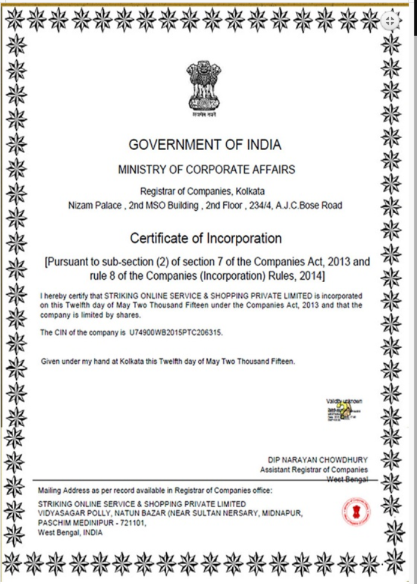 GOVERNMENT OF INDIA
MINISTRY OF CORPORATE AFFAIRS
Registrar of Companies, Kolkata
Nizam Palace , 2nd MSO Building , 2nd Floor , 234/4, A.J.C.Bose Road
Certificate of Incorporation
[Pursuant to sub-section (2) of section 7 of the Companies Act, 2013 and
rule 8 of the Companies (Incorporation) Rules, 2014]
I hereby certify that STRIKING ONLINE SERVICE & SHOPPING PRIVATE LIMITED is incorporated
on this Twelfth day of May Two Thousand Fifteen under the Companies Act, 2013 and that the
company is limited by shares.
The CIN of the company is U74900WB2015PTC206315.
Given under my hand at Kolkata this Twelfth day of May Two Thousand Fifteen.
Validity unknown
DIP NARAYAN CHOWDHURY
Assistant Registrar of Companies
West Bengal
Mailing Address as per record available in Registrar of Companies office:
STRIKING ONLINE SERVICE & SHOPPING PRIVATE LIMITED
VIDYASAGAR POLLY, NATUN BAZAR (NEAR SULTAN NERSARY, MIDNAPUR,
PASCHIM MEDINIPUR - 721101,
West Bengal, INDIA